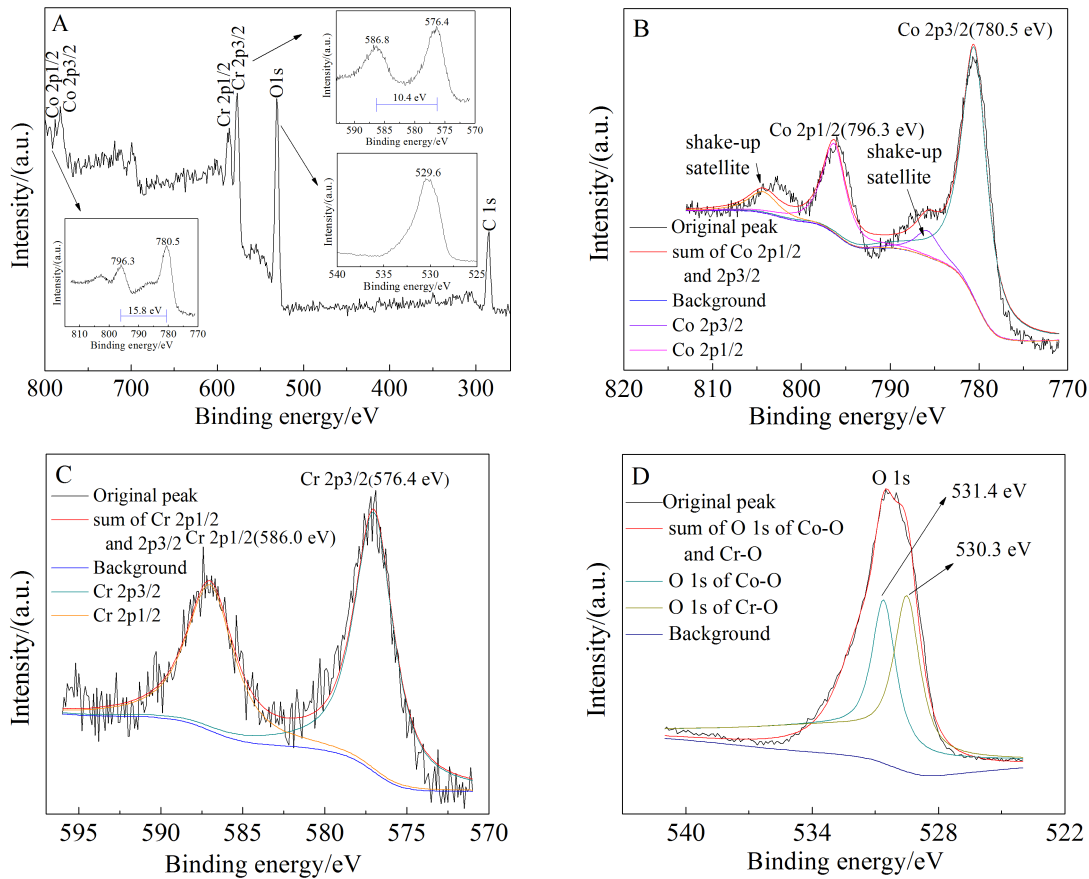 A
Co 2p1/2
Co 2p3/2
Cr 2p1/2
Cr 2p3/2
O1s
C 1s
Intensity/(a.u.)
800 700 600 500 400 300
Binding energy/eV
586.8
576.4
10.4 eV
Intensity/(a.u.)
590 585 580 575 570
Binding energy/eV
529.6
Intensity/(a.u.)
540 535 530 525
Binding energy/eV
796.3
780.5
15.8 eV
Intensity/(a.u.)
810 800 790 780 770
Binding energy/eV
B
Co 2p3/2(780.5 eV)
Co 2p1/2(796.3 eV)
shake-up
satellite
shake-up
satellite
Original peak
sum of Co 2p1/2
and 2p3/2
Background
Co 2p3/2
Co 2p1/2
Intensity/(a.u.)
820 810 800 790 780 770
Binding energy/eV
C
Cr 2p3/2(576.4 eV)
Original peak
sum of Cr 2p1/2
and 2p3/2
Cr 2p1/2(586.0 eV)
Background
Cr 2p3/2
Cr 2p1/2
Intensity/(a.u.)
595 590 585 580 575 570
Binding energy/eV
D
O 1s
531.4 eV
530.3 eV
Original peak
sum of O 1s of Co-O
and Cr-O
O 1s of Co-O
O 1s of Cr-O
Background
Intensity/(a.u.)
540 534 528 522
Binding energy/eV